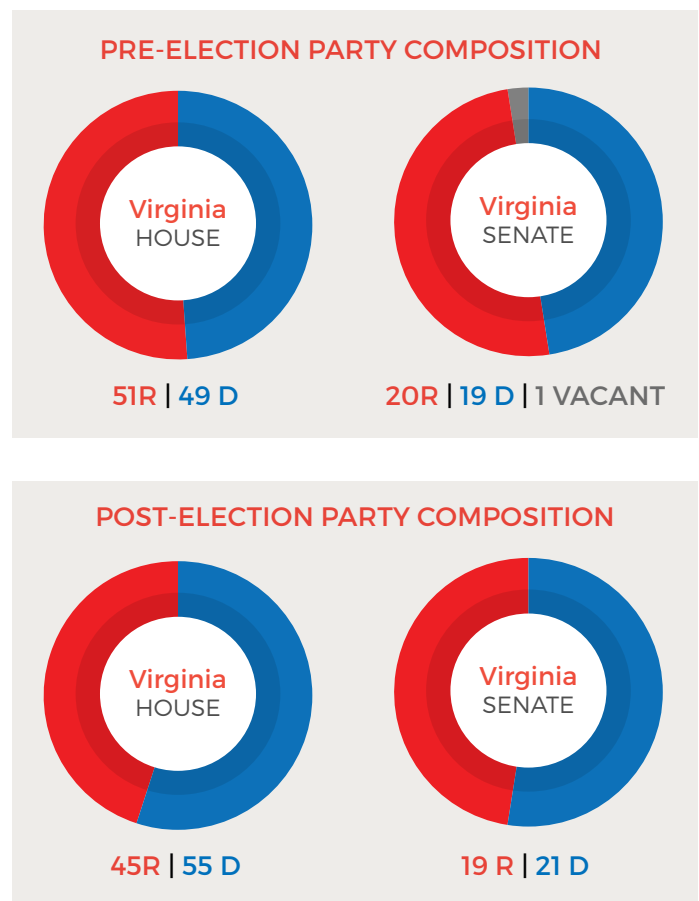 PRE-ELECTION PARTY COMPOSITION
Virginia
HOUSE
Virginia
SENATE
51R | 49 D
20R | 19 D | 1 VACANT
POST-ELECTION PARTY COMPOSITION
Virginia
HOUSE
Virginia
SENATE
45R | 55 D
19 R | 21 D